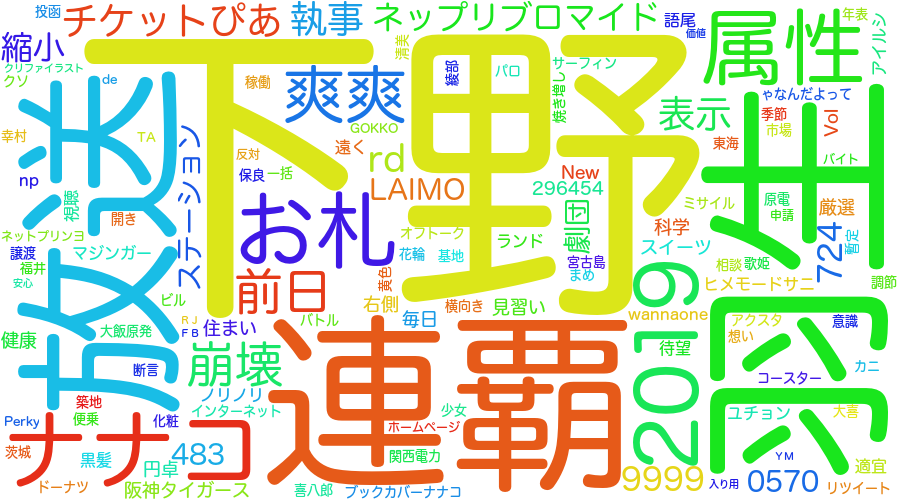 投函
チケットぴあ
執事
ネップリブロマイド
語尾
価値
属性
年表
アイルシ
縮小
クリファイラスト
クソ
de
放送
下野
爽爽
稼働
清美
綾部
パロ
サーフィン
焼き増し
表示
ゃなんだよって
季節
市場
Vol
バイト
東海
生
幸村
TA
ステーション
GOKKO
遠く
rd
反対
保良
一括
LAIMO
New
296454
np
視聴
お札
開き
劇団
科学
ミサイル
原電
申請
厳選
ネットプリンヨ
マジンガー
オフトーク
ランド
スイーツ
724
暫定
譲渡
福井
安心
前日
黄色
花輪
基地
宮古島
まめ
相談
歌姫
調節
ビル
右側
横向き
見習い
2019
ヒメモードサニ
RJ
FB
住まい
バトル
毎日
wannaone
アクスタ
想い
意識
健康
大飯原発
連覇
待望
断言
崩壊
コースター
カニ
築地
ノリノリ
インターネット
少女
ホームページ
ユチョン
大喜
Perky
便乗
化粧
ナナコ
茨城
黒髪
円卓
483
関西電力
YM
適宜
ドーナツ
阪神タイガース
喜八郎
ブックカバーナナコ
9999
入り用
0570
リツイート